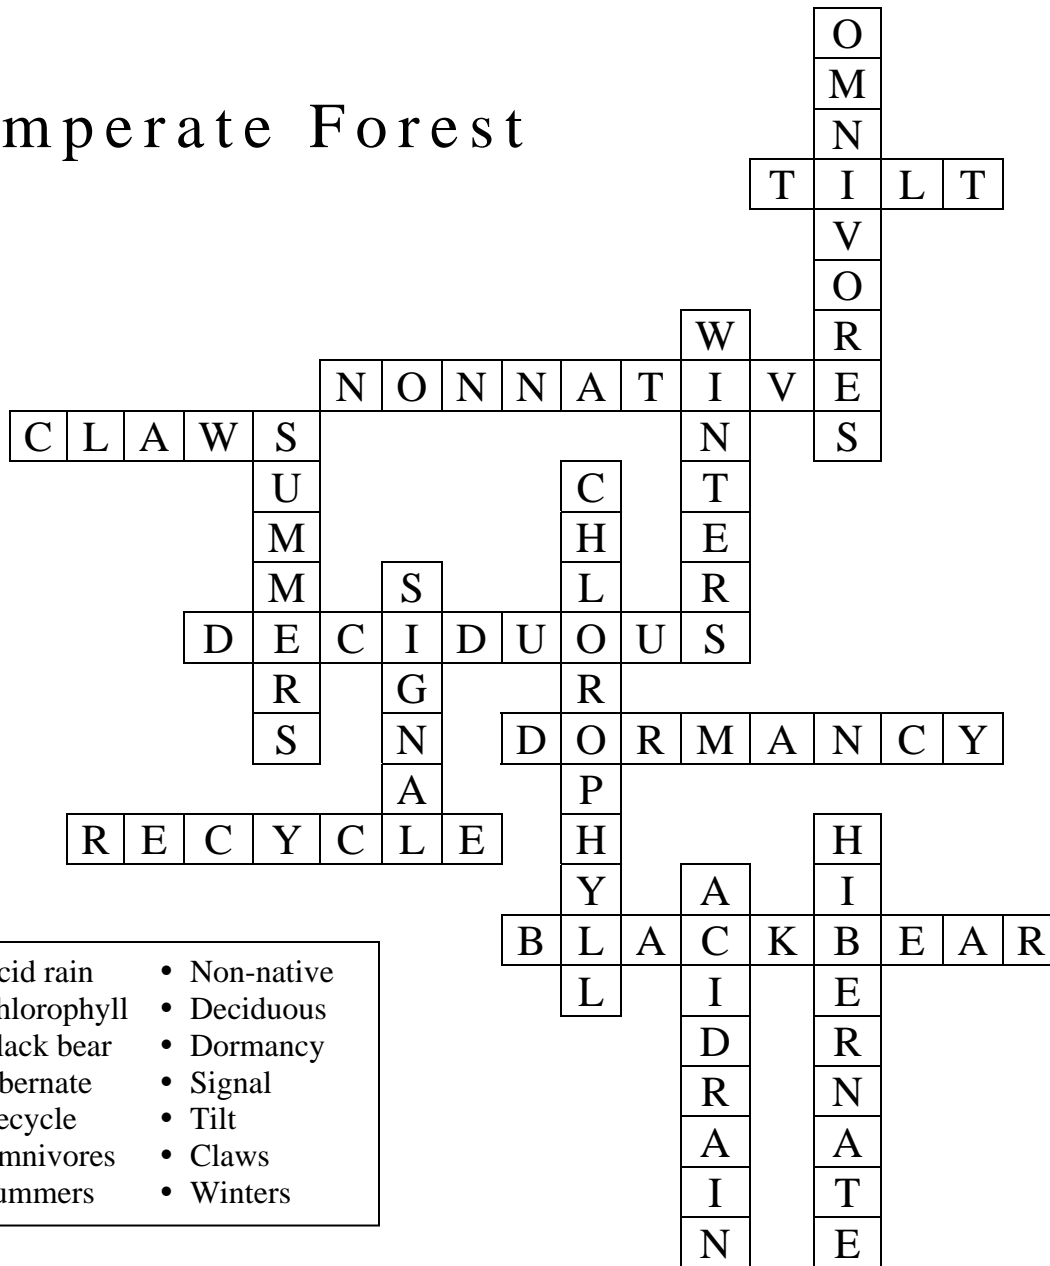 O
M
mperate Forest
N
T I L T
V
O
W R
N O N N A T I V E
C L A W S N S
U C T
M H E
M S L R
D E C I D U O U S
R G R
S N D O R M A N C Y
A P
R E C Y C L E H H
Y A I
B L A C K B E A R
L I E
D R
R N
A A
I T
N E
cid rain • Non-native
hlorophyll • Deciduous
lack bear • Dormancy
bernate • Signal
ecycle • Tilt
mnivores • Claws
ummers • Winters